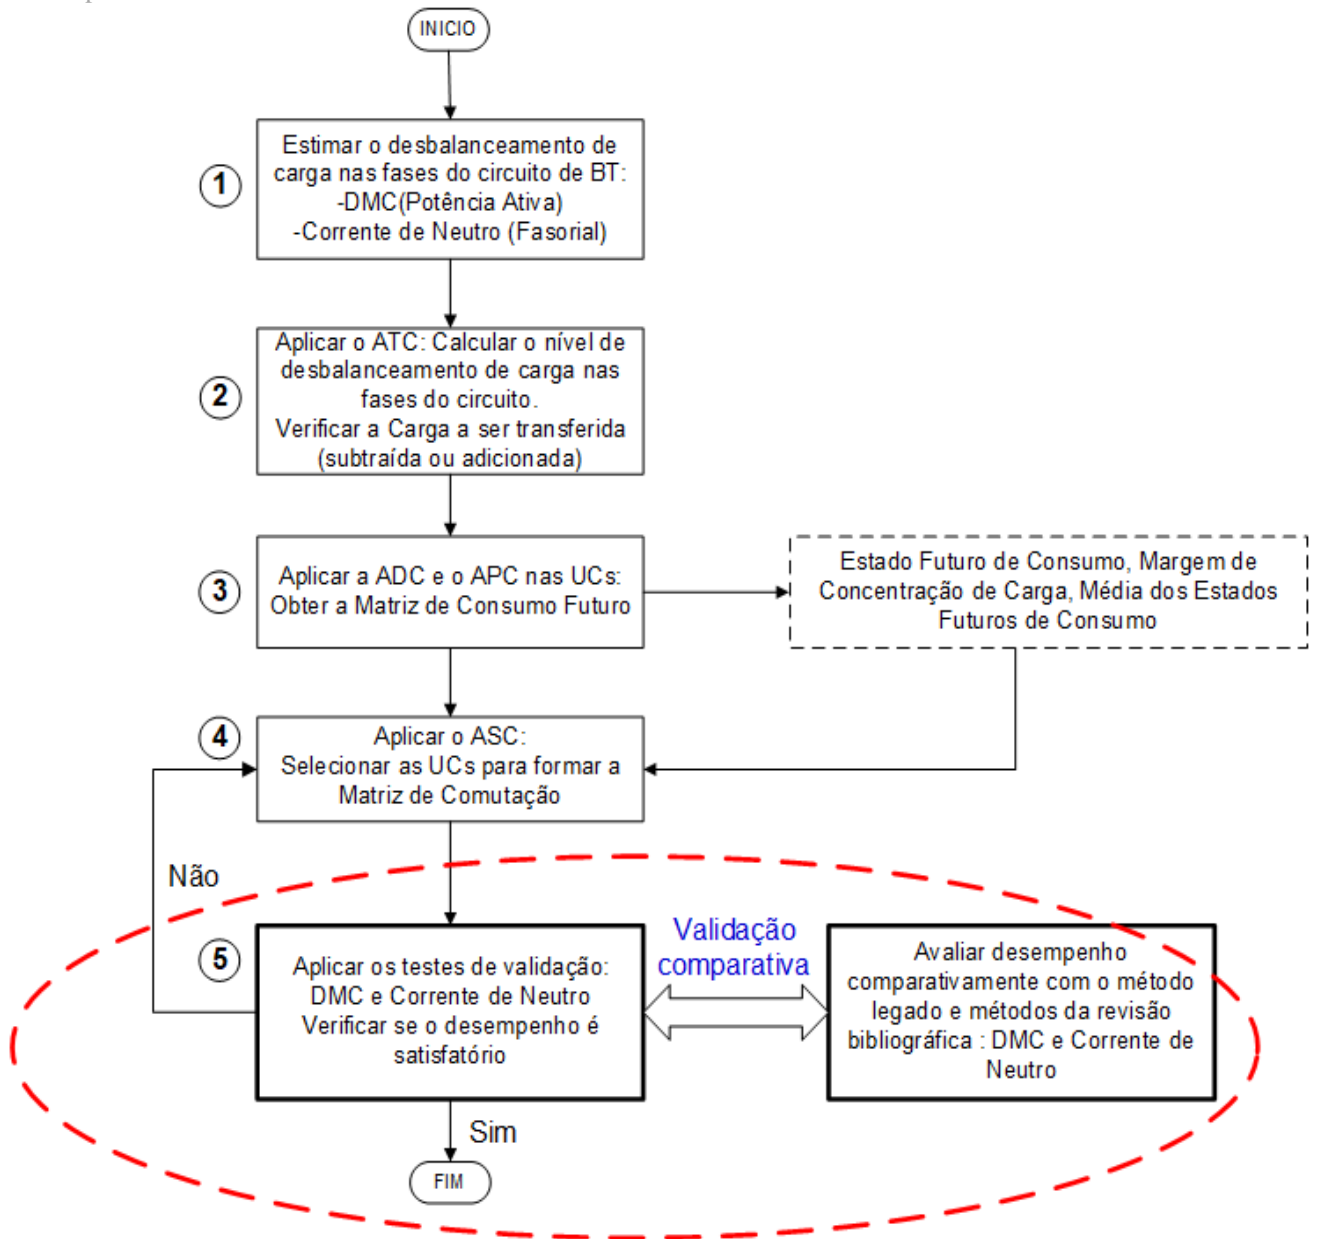 INICIO
1
Estimar o desbalanceamento de
carga nas fases do circuito de BT:
-DMC(Potência Ativa)
-Corrente de Neutro (Fasorial)
2
Aplicar o ATC: Calcular o nível de
desbalanceamento de carga nas
fases do circuito.
Verificar a Carga a ser transferida
(subtraída ou adicionada)
3
Aplicar a ADC e o APC nas UCs:
Obter a Matriz de Consumo Futuro
Estado Futuro de Consumo, Margem de
Concentração de Carga, Média dos Estados
Futuros de Consumo
4
Aplicar o ASC:
Selecionar as UCs para formar a
Matriz de Comutação
Não
5
Aplicar os testes de validação:
DMC e Corrente de Neutro
Verificar se o desempenho é
satisfatório
Validação
comparativa
Avaliar desempenho
comparativamente com o método
legado e métodos da revisão
bibliográfica : DMC e Corrente de
Neutro
Sim
FIM